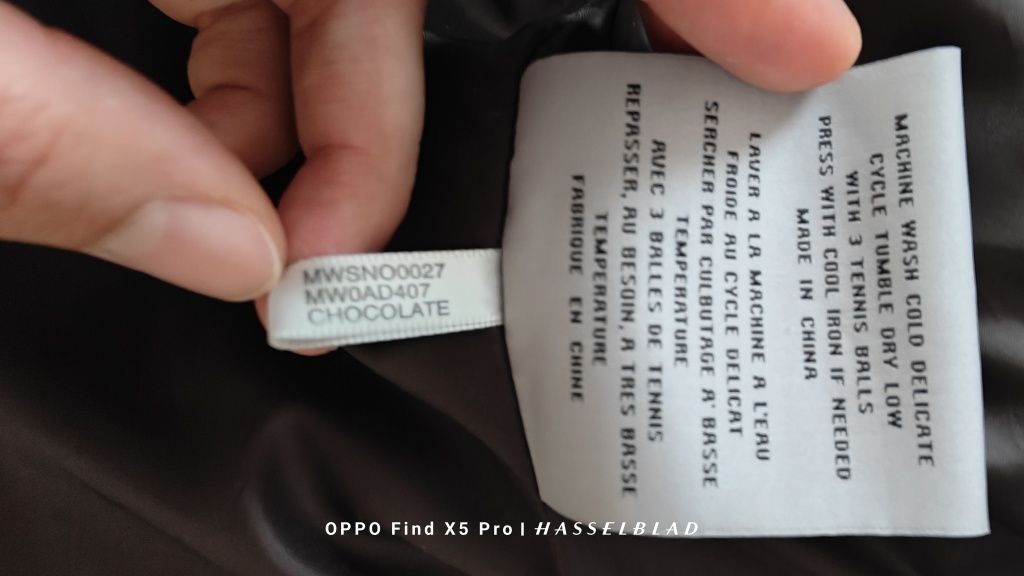 MWSNO0027
MW0AD407
CHOCOLATE
MACHINE WASH COLD DELICATE
CYCLE TUMBLE DRY LOW
WITH 3 TENNIS BALLS
PRESS WITH COOL IRON IF NEEDED
MADE IN CHINA
LAVER A LA MACHINE A L'EAU
FROIDE AU CYCLE DELICAT
SERCHER PAR CULBUTAGE A' BASSE
TEMPERATURE
AVEC 3 BALLES DE TENNIS
REPASSER, AU BESOIN, A TRES BASSE
TEMPERATURE
FABRIQUE EN CHINE
OPPO Find X5 Pro | HASSELBLAD